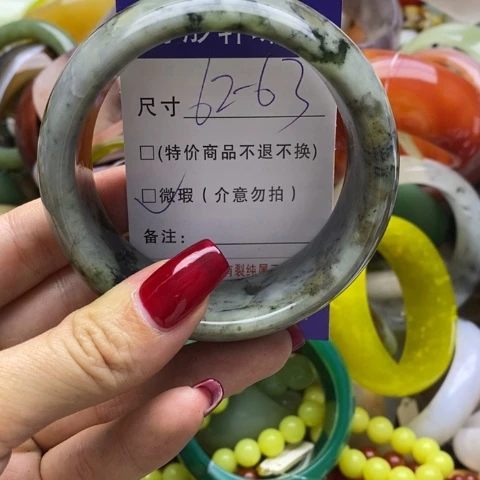 尺寸 62-63
□(特价商品不退不换)
□微瑕(介意勿拍)
备注: